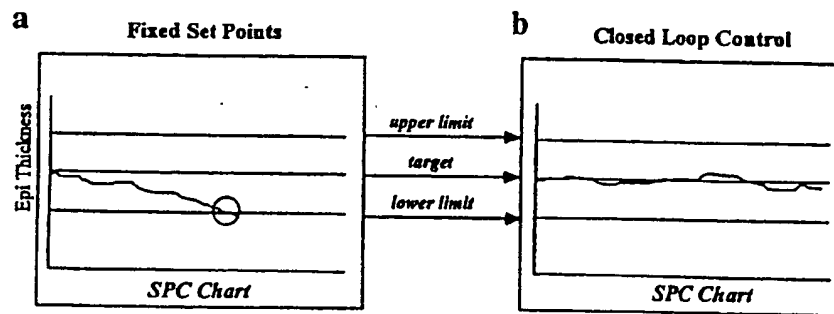 a
Fixed Set Points
b
Closed Loop Control
Epi Thickness
upper limit
target
lower limit
SPC Chart
SPC Chart